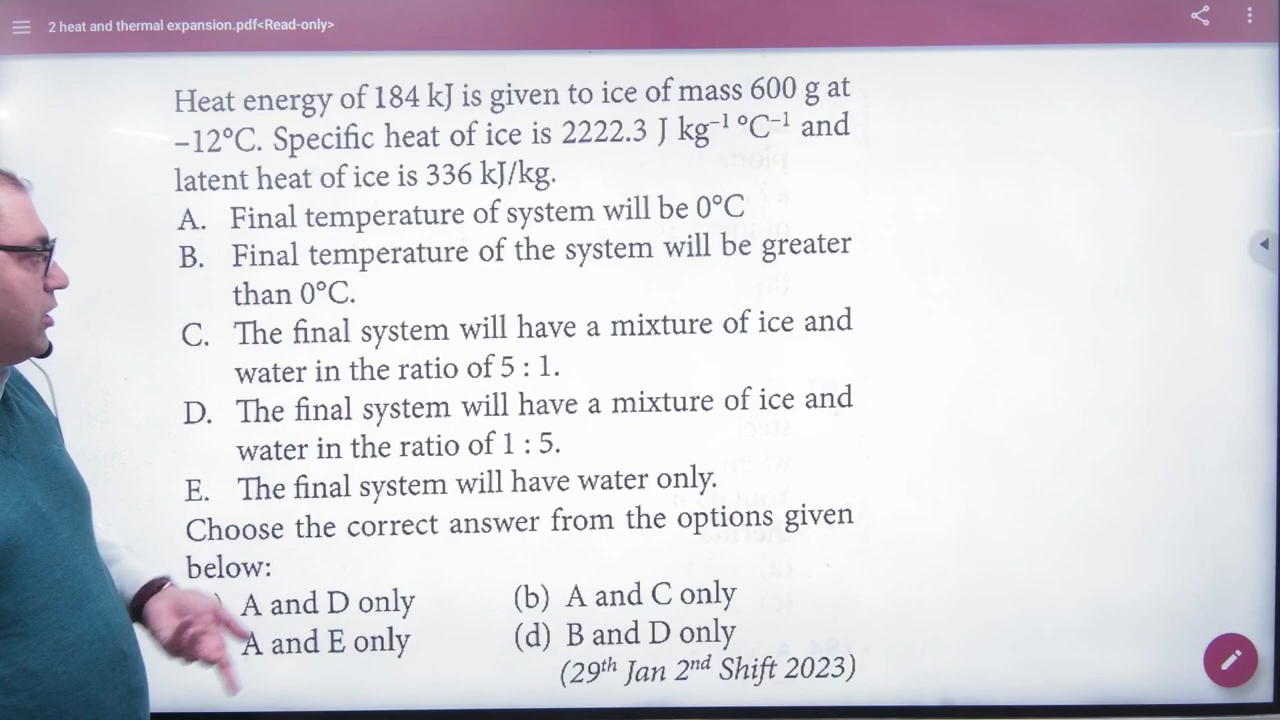 2 heat and thermal expansion.pdf<Read-only>
Heat energy of 184 kJ is given to ice of mass 600 g at
−12°C. Specific heat of ice is 2222.3 J kg⁻¹ °C⁻¹ and
latent heat of ice is 336 kJ/kg.
A. Final temperature of system will be 0°C
B. Final temperature of the system will be greater
than 0°C.
C. The final system will have a mixture of ice and
water in the ratio of 5 : 1.
D. The final system will have a mixture of ice and
water in the ratio of 1 : 5.
E. The final system will have water only.
Choose the correct answer from the options given
below:
) A and D only (b) A and C only
A and E only (d) B and D only
(29th Jan 2nd Shift 2023)